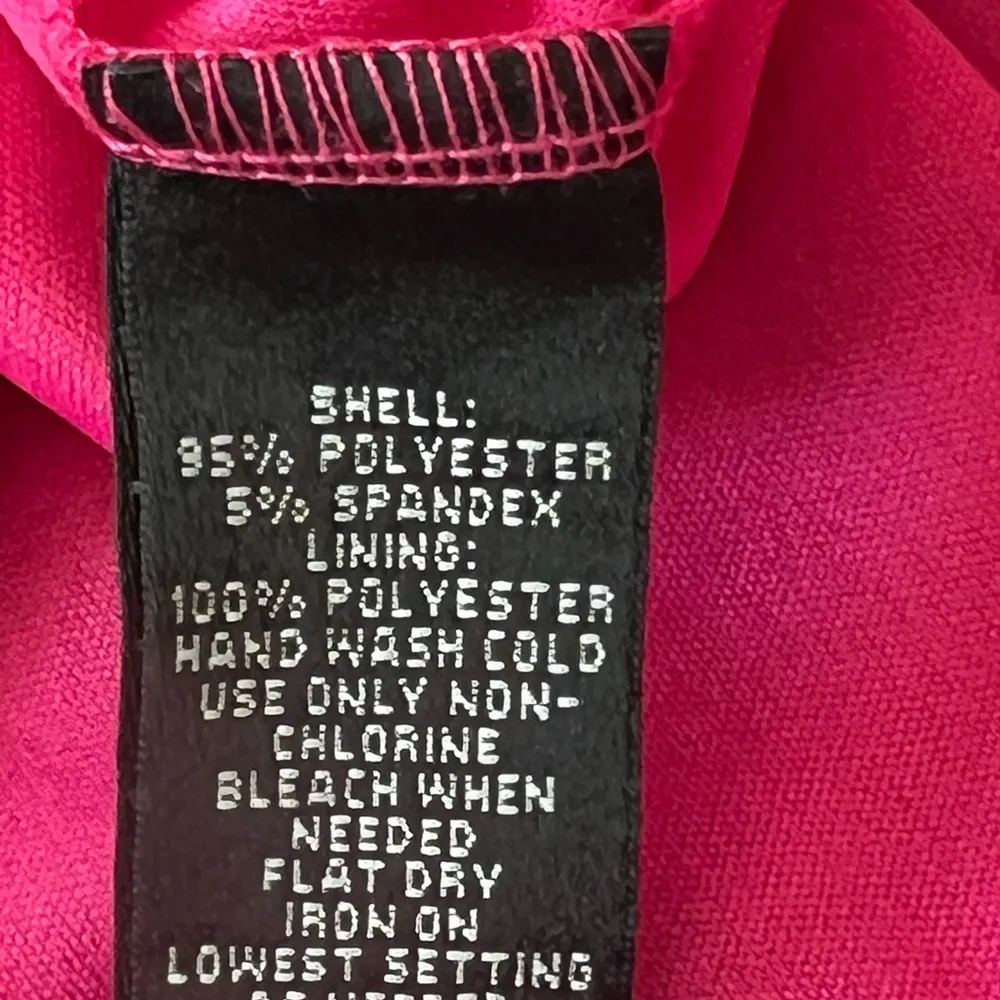 SHELL:
95% POLYESTER
5% SPANDEX
LINING:
100% POLYESTER
HAND WASH COLD
USE ONLY NON-
CHLORINE
BLEACH WHEN
NEEDED
FLAT DRY
IRON ON
LOWEST SETTING